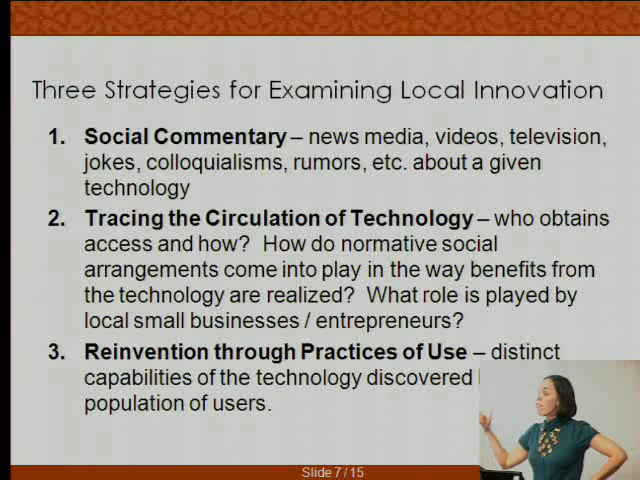 Three Strategies for Examining Local Innovation
1. Social Commentary – news media, videos, television,
jokes, colloquialisms, rumors, etc. about a given
technology
2. Tracing the Circulation of Technology – who obtains
access and how? How do normative social
arrangements come into play in the way benefits from
the technology are realized? What role is played by
local small businesses / entrepreneurs?
3. Reinvention through Practices of Use – distinct
capabilities of the technology discovered
population of users.
Slide 7 / 15